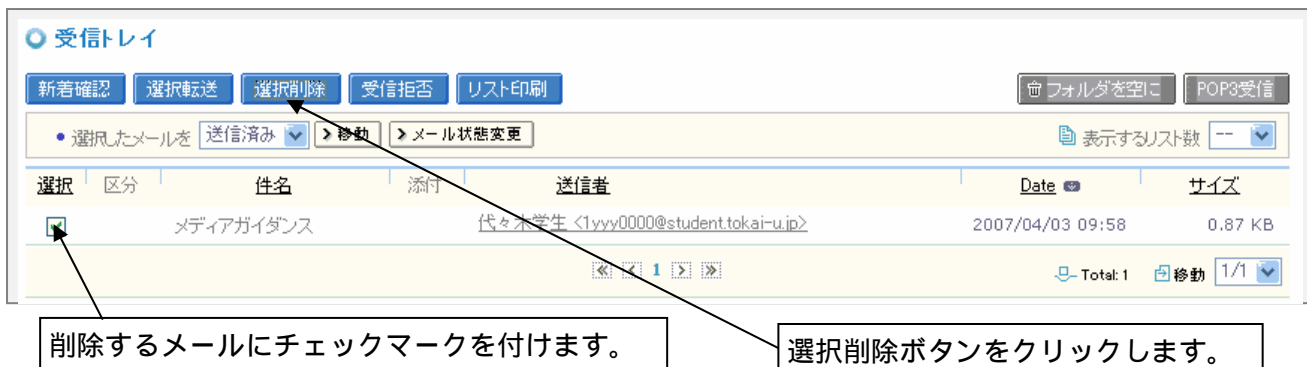 受信トレイ
新着確認 選択転送 選択削除 受信拒否 リスト印刷 フォルダを空に POP3受信
選択したメールを 送信済み 移動 メール状態変更 表示するリスト数 --
選択 区分 件名 添付 送信者 Date サイズ
メディアガイダンス 代々木学生 <1yyy0000@student.tokai-u.jp> 2007/04/03 09:58 0.87 KB
1 Total: 1 移動 1/1
削除するメールにチェックマークを付けます。
選択削除ボタンをクリックします。